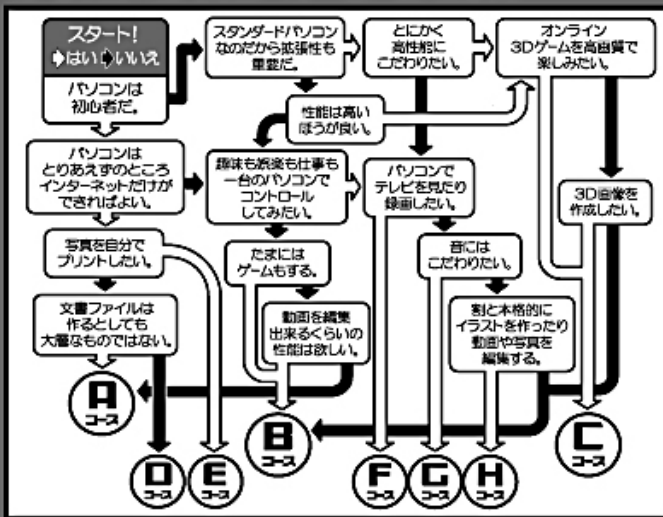 スタート!
はい いいえ
パソコンは
初心者だ。
スタンダードパソコン
なのだから拡張性も
重要だ。
とにかく
高性能に
こだわりたい。
オンライン
3Dゲームを高画質で
楽しみたい。
性能は高い
ほうが良い。
パソコンは
とりあえずのところ
インターネットだけが
できればよい。
趣味も娯楽も仕事も
一台のパソコンで
コントロール
してみたい。
パソコンで
テレビを見たり
録画したい。
3D画像を
作成したい。
写真を自分で
プリントしたい。
たまには
ゲームもする。
音には
こだわりたい。
文書ファイルは
作るとしても
大層なものではない。
動画を編集
出来るくらいの
性能は欲しい。
割と本格的に
イラストを作ったり
動画や写真を
編集する。
A
コース
B
コース
C
コース
D
コース
E
コース
F
コース
G
コース
H
コース